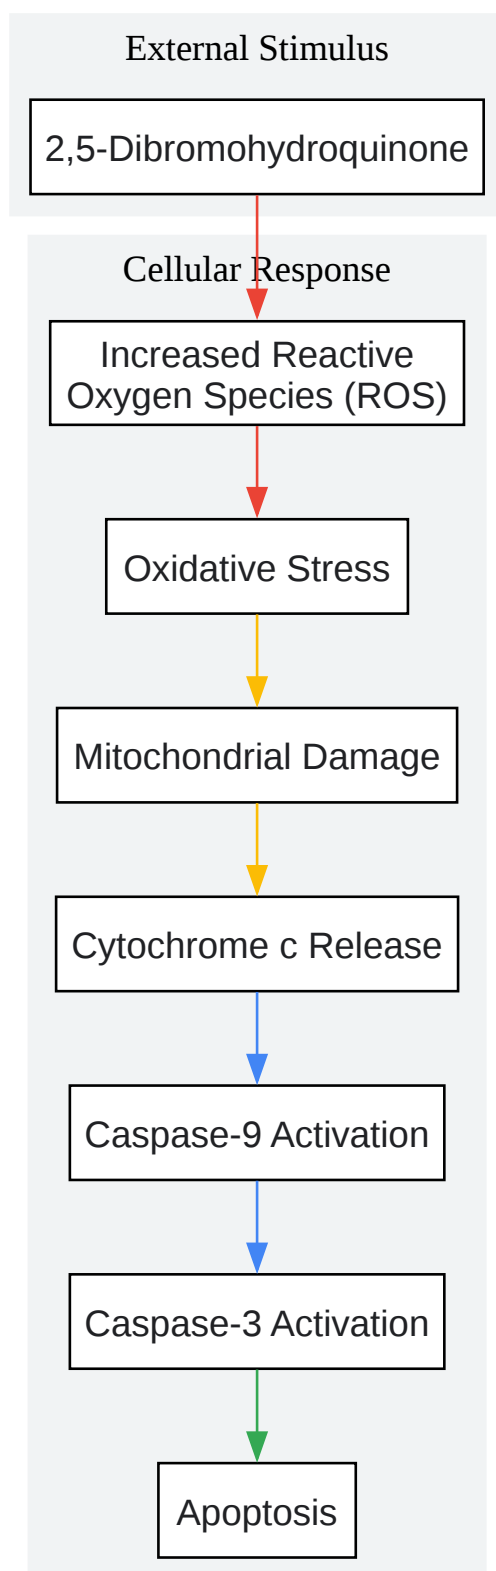 External Stimulus
2,5-Dibromohydroquinone
Cellular Response
Increased Reactive
Oxygen Species (ROS)
Oxidative Stress
Mitochondrial Damage
Cytochrome c Release
Caspase-9 Activation
Caspase-3 Activation
Apoptosis